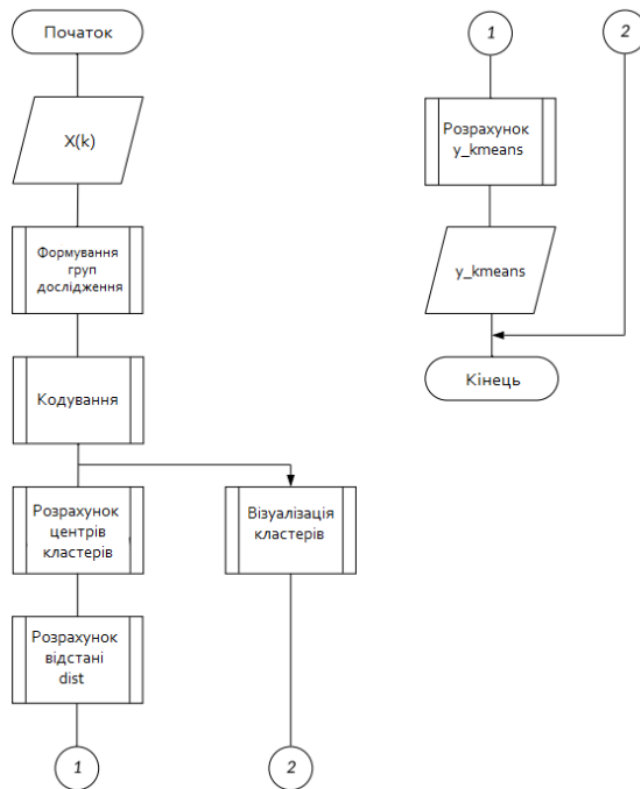 Початок
X(k)
Формування
груп
дослідження
Кодування
Розрахунок
центрів
кластерів
Візуалізація
кластерів
Розрахунок
відстані
dist
1
2
1
2
Розрахунок
y_kmeans
y_kmeans
Кінець